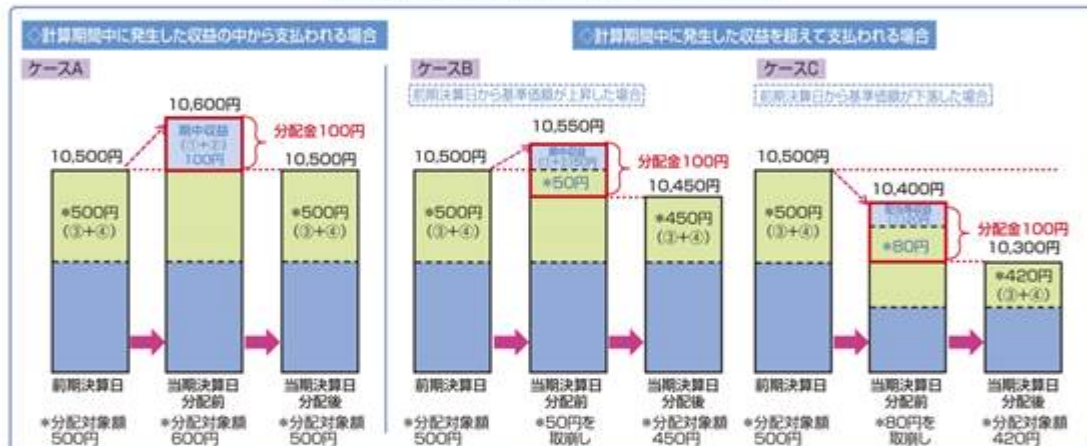 ◇計算期間中に発生した収益の中から支払われる場合
ケースA
10,500円
*500円
(③+④)
前期決算日
*分配対象額
500円
10,600円
期中収益
(①+②)
100円
分配金100円
当期決算日
分配前
*分配対象額
600円
10,500円
*500円
(③+④)
当期決算日
分配後
*分配対象額
500円
◇計算期間中に発生した収益を超えて支払われる場合
ケースB
前期決算日から基準価額が上昇した場合
10,500円
*500円
(③+④)
前期決算日
*分配対象額
500円
10,550円
期中収益
(①+②)50円
*50円
分配金100円
当期決算日
分配前
*50円を
取崩し
10,450円
*450円
(③+④)
当期決算日
分配後
*分配対象額
450円
ケースC
前期決算日から基準価額が下落した場合
10,500円
*500円
(③+④)
前期決算日
*分配対象額
500円
10,400円
*80円
分配金100円
当期決算日
分配前
*80円を
取崩し
10,300円
*420円
(③+④)
当期決算日
分配後
*分配対象額
420円